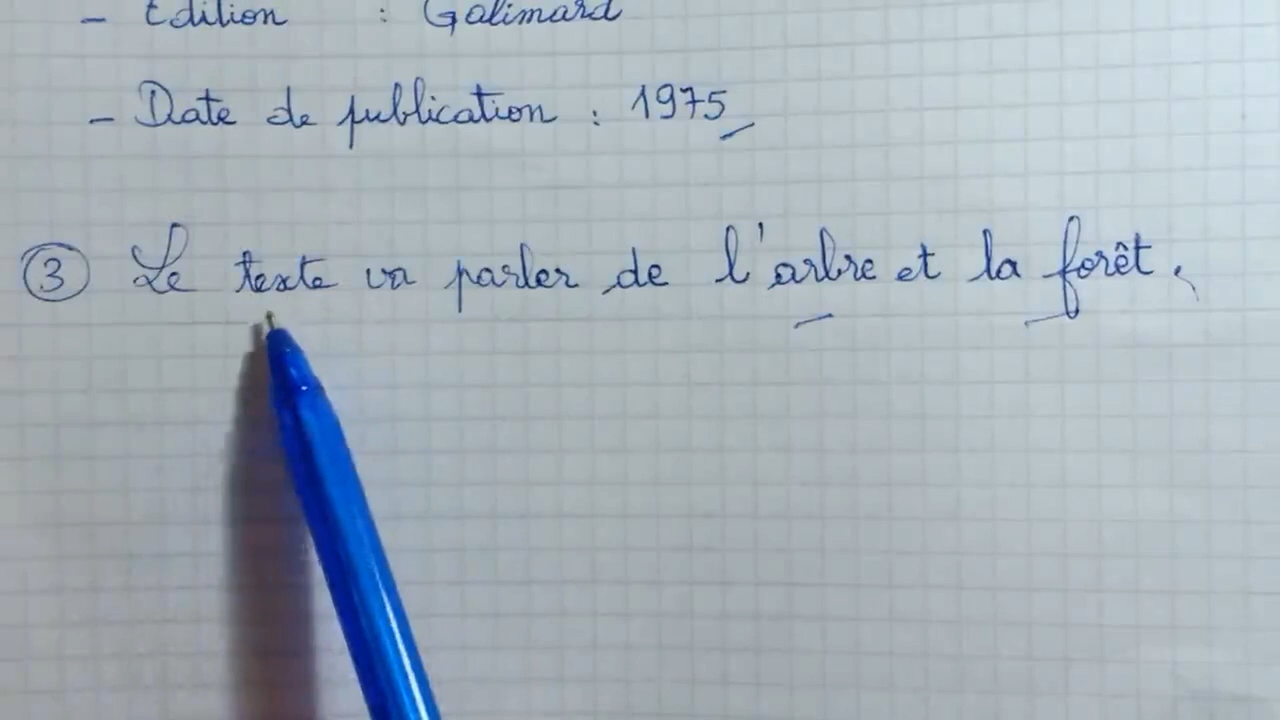 - Edition : Galimard
- Date de publication : 1975
③ Le texte va parler de l'arbre et la forêt.